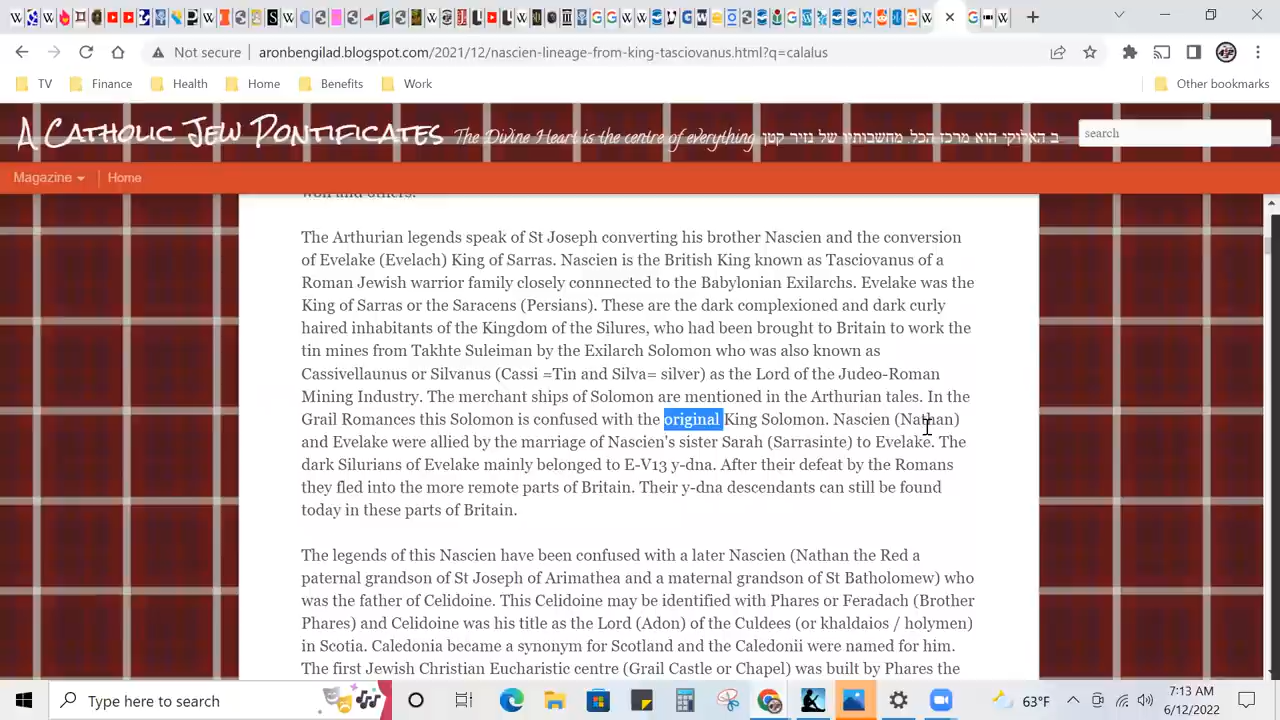 Not secure
aronbengilad.blogspot.com/2021/12/nascien-lineage-from-king-tasciovanus.html?q=calalus
TV
Finance
Health
Home
Benefits
Work
Other bookmarks
A Catholic Jew Pontificates
The Divine Heart is the centre of everything ב האלוקי הוא מרכז הכל. מחשבותיו של נזיר קטן
search
Magazine
Home
won and others.
The Arthurian legends speak of St Joseph converting his brother Nascien and the conversion
of Evelake (Evelach) King of Sarras. Nascien is the British King known as Tasciovanus of a
Roman Jewish warrior family closely connnected to the Babylonian Exilarchs. Evelake was the
King of Sarras or the Saracens (Persians). These are the dark complexioned and dark curly
haired inhabitants of the Kingdom of the Silures, who had been brought to Britain to work the
tin mines from Takhte Suleiman by the Exilarch Solomon who was also known as
Cassivellaunus or Silvanus (Cassi =Tin and Silva= silver) as the Lord of the Judeo-Roman
Mining Industry. The merchant ships of Solomon are mentioned in the Arthurian tales. In the
Grail Romances this Solomon is confused with the original King Solomon. Nascien (Nathan)
and Evelake were allied by the marriage of Nascien's sister Sarah (Sarrasinte) to Evelake. The
dark Silurians of Evelake mainly belonged to E-V13 y-dna. After their defeat by the Romans
they fled into the more remote parts of Britain. Their y-dna descendants can still be found
today in these parts of Britain.
The legends of this Nascien have been confused with a later Nascien (Nathan the Red a
paternal grandson of St Joseph of Arimathea and a maternal grandson of St Batholomew) who
was the father of Celidoine. This Celidoine may be identified with Phares or Feradach (Brother
Phares) and Celidoine was his title as the Lord (Adon) of the Culdees (or khaldaios / holymen)
in Scotia. Caledonia became a synonym for Scotland and the Caledonii were named for him.
The first Jewish Christian Eucharistic centre (Grail Castle or Chapel) was built by Phares the
Type here to search
63°F
7:13 AM
6/12/2022